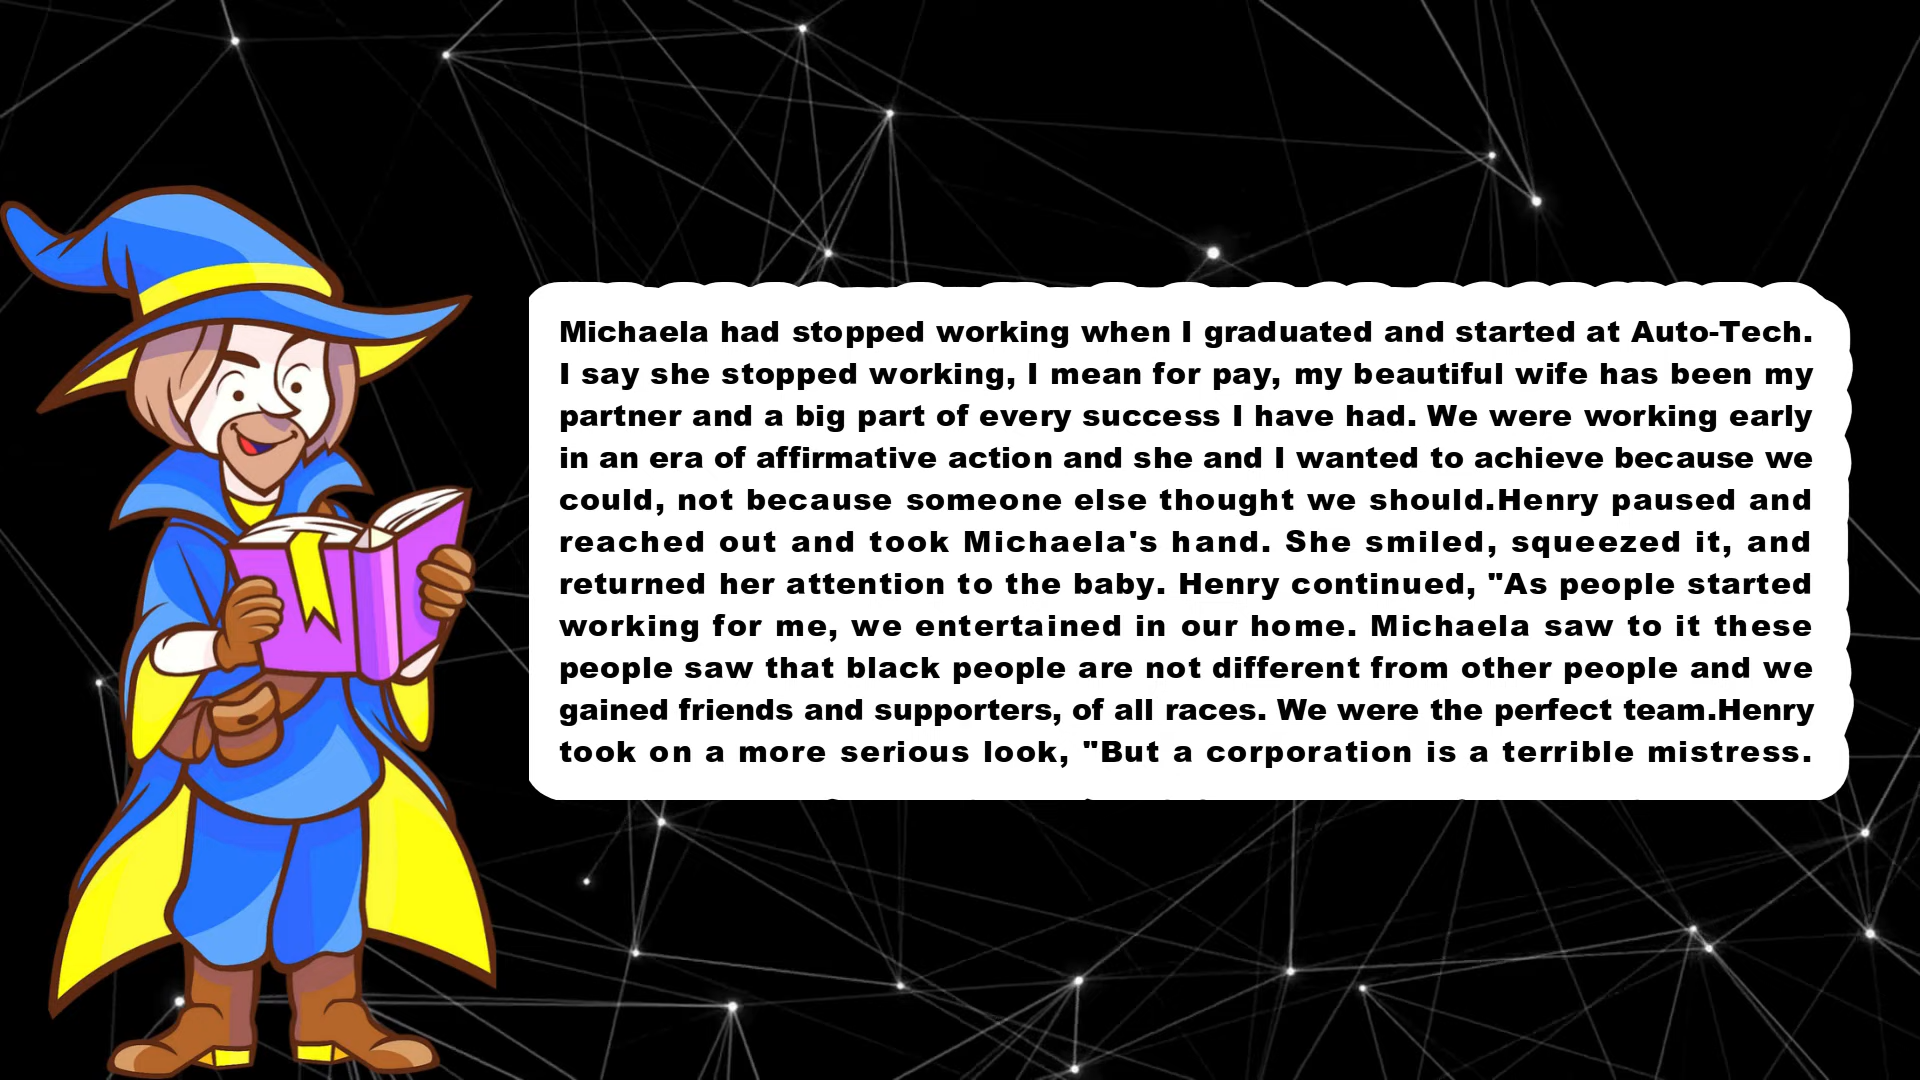 Michaela had stopped working when I graduated and started at Auto-Tech.
I say she stopped working, I mean for pay, my beautiful wife has been my
partner and a big part of every success I have had. We were working early
in an era of affirmative action and she and I wanted to achieve because we
could, not because someone else thought we should.Henry paused and
reached out and took Michaela's hand. She smiled, squeezed it, and
returned her attention to the baby. Henry continued, "As people started
working for me, we entertained in our home. Michaela saw to it these
people saw that black people are not different from other people and we
gained friends and supporters, of all races. We were the perfect team.Henry
took on a more serious look, "But a corporation is a terrible mistress.